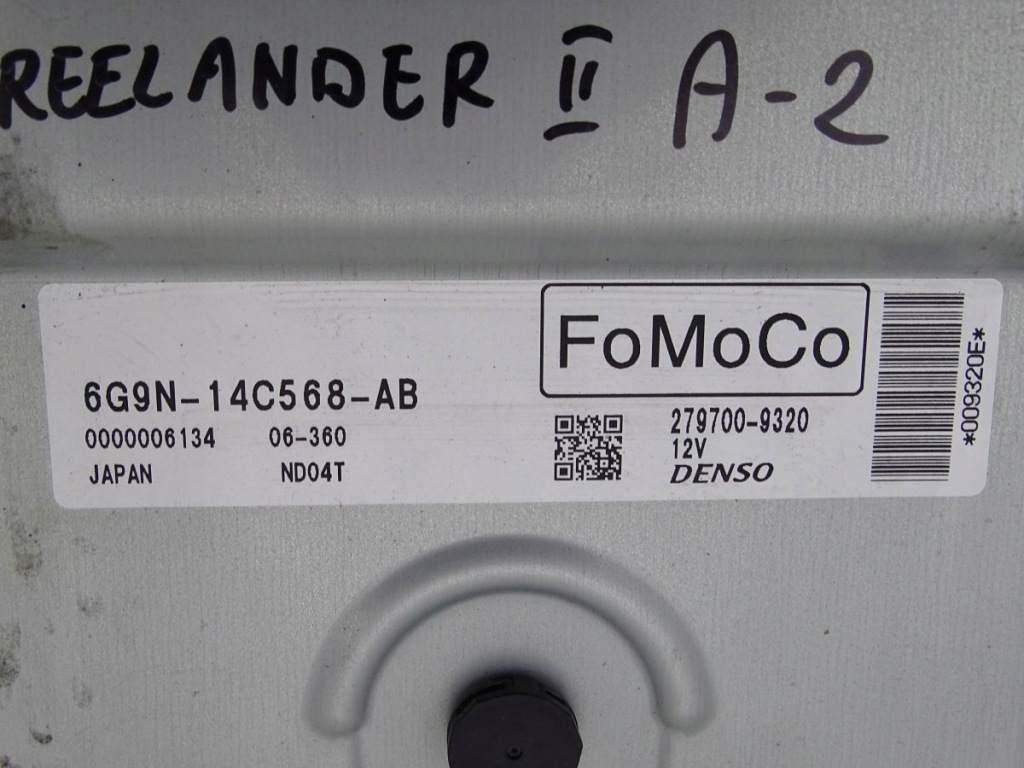 REELANDER II A-2
FoMoCo
6G9N-14C568-AB
0000006134 06-360
JAPAN ND04T
279700-9320
12V
DENSO
*009320E*